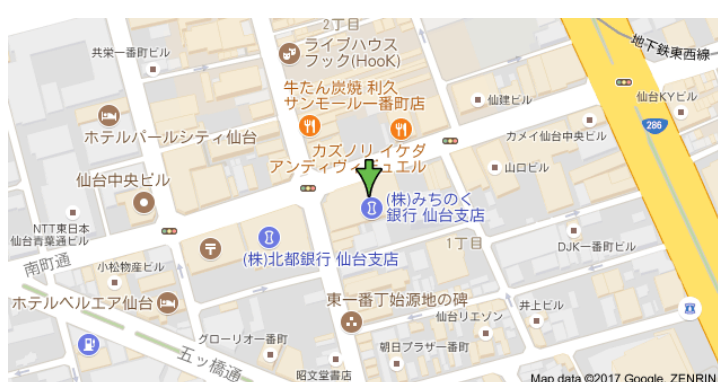 2丁目
地下鉄東西線
共栄一番町ビル
ライブハウス
フック(HooK)
牛たん炭焼 利久
サンモール一番町店
仙建ビル
仙台KYビル
286
ホテルパールシティ仙台
カズノリ イケダ
アンディヴィデュエル
カメイ仙台中央ビル
仙台中央ビル
山口ビル
(株)みちのく
銀行 仙台支店
NTT東日本
仙台青葉通ビル
1丁目
DJK一番町ビル
南町通
小松物産ビル
(株)北都銀行 仙台支店
ホテルベルエア仙台
東一番丁始源地の碑
仙台リエゾン
井上ビル
グローリオ一番町
朝日プラザ一番町
五ッ橋通
昭文堂書店
Map data ©2017 Google, ZENRIN